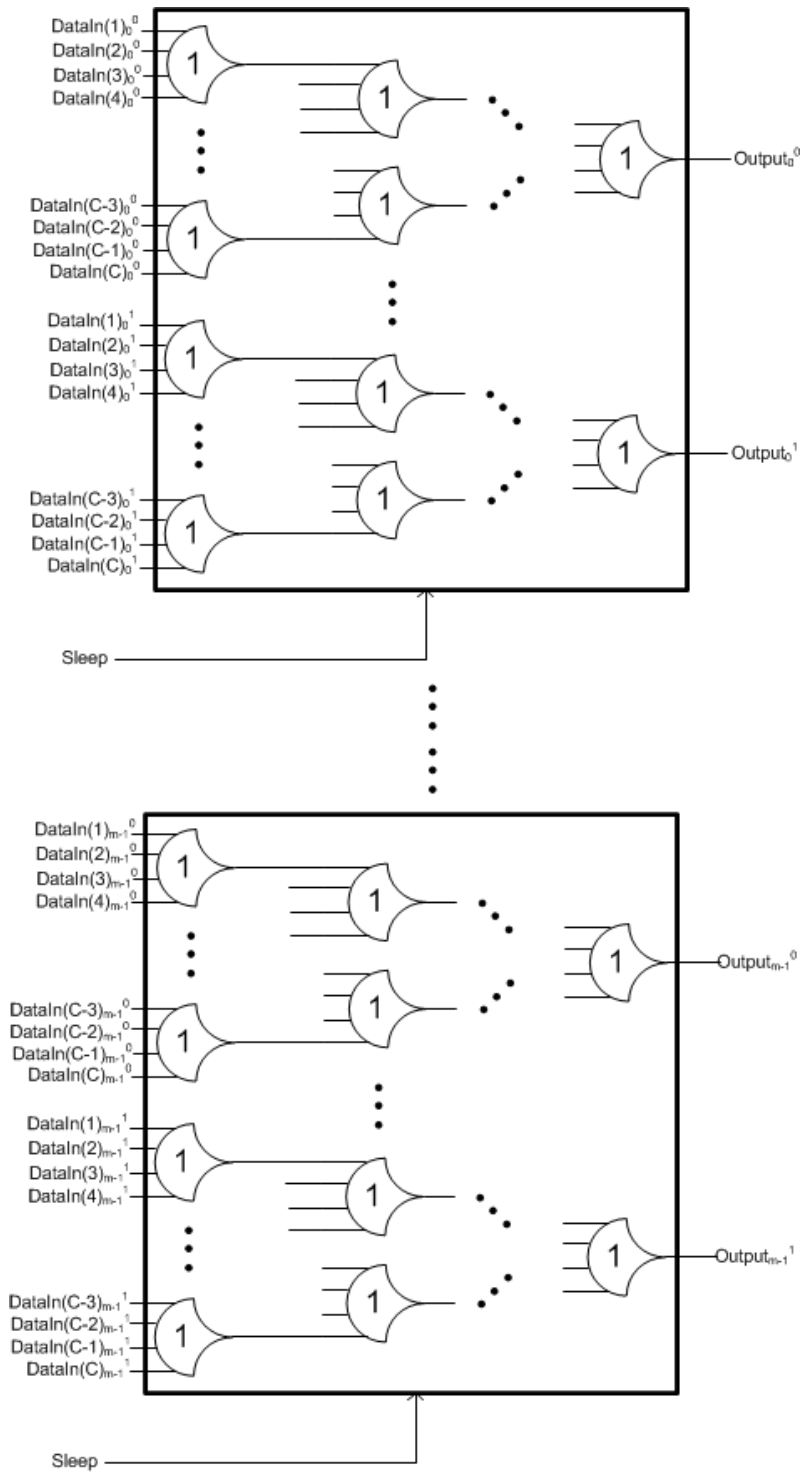 DataIn(1)₀⁰
DataIn(2)₀⁰
DataIn(3)₀⁰
DataIn(4)₀⁰
1
1
1
Output₀⁰
DataIn(C-3)₀⁰
DataIn(C-2)₀⁰
DataIn(C-1)₀⁰
DataIn(C)₀⁰
1
1
DataIn(1)₀¹
DataIn(2)₀¹
DataIn(3)₀¹
DataIn(4)₀¹
1
1
1
Output₀¹
DataIn(C-3)₀¹
DataIn(C-2)₀¹
DataIn(C-1)₀¹
DataIn(C)₀¹
1
1
Sleep
DataIn(1)ₘ₋₁⁰
DataIn(2)ₘ₋₁⁰
DataIn(3)ₘ₋₁⁰
DataIn(4)ₘ₋₁⁰
1
1
1
Outputₘ₋₁⁰
DataIn(C-3)ₘ₋₁⁰
DataIn(C-2)ₘ₋₁⁰
DataIn(C-1)ₘ₋₁⁰
DataIn(C)ₘ₋₁⁰
1
1
DataIn(1)ₘ₋₁¹
DataIn(2)ₘ₋₁¹
DataIn(3)ₘ₋₁¹
DataIn(4)ₘ₋₁¹
1
1
1
Outputₘ₋₁¹
DataIn(C-3)ₘ₋₁¹
DataIn(C-2)ₘ₋₁¹
DataIn(C-1)ₘ₋₁¹
DataIn(C)ₘ₋₁¹
1
1
Sleep